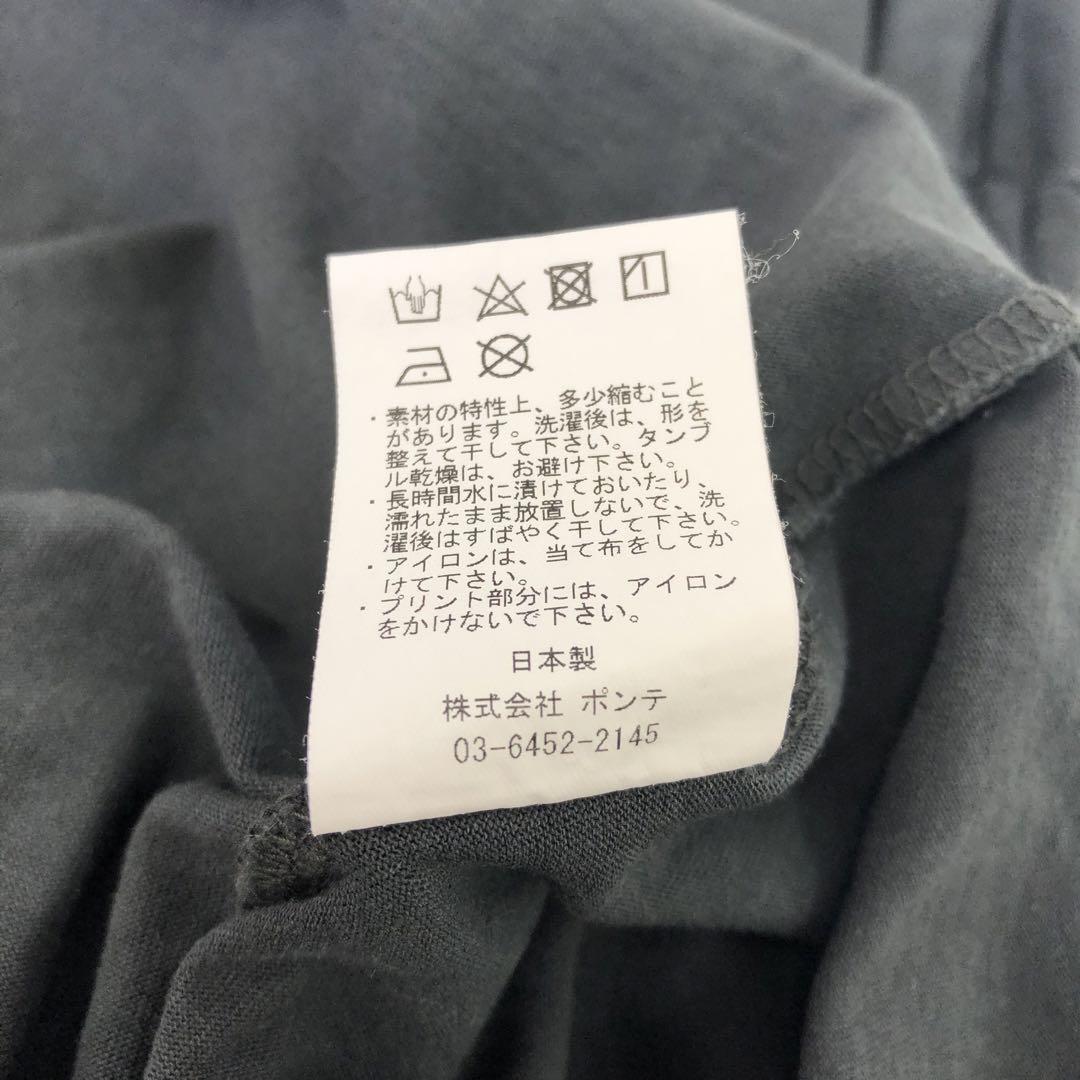 ・素材の特性上、多少縮むこと
があります。洗濯後は、形を
整えて干して下さい。タンブ
ル乾燥は、お避け下さい。
・長時間水に漬けておいたり、
濡れたまま放置しないで、洗
濯後はすばやく干して下さい。
・アイロンは、当て布をしてか
けて下さい。
・プリント部分には、アイロン
をかけないで下さい。
日本製
株式会社 ポンテ
03-6452-2145